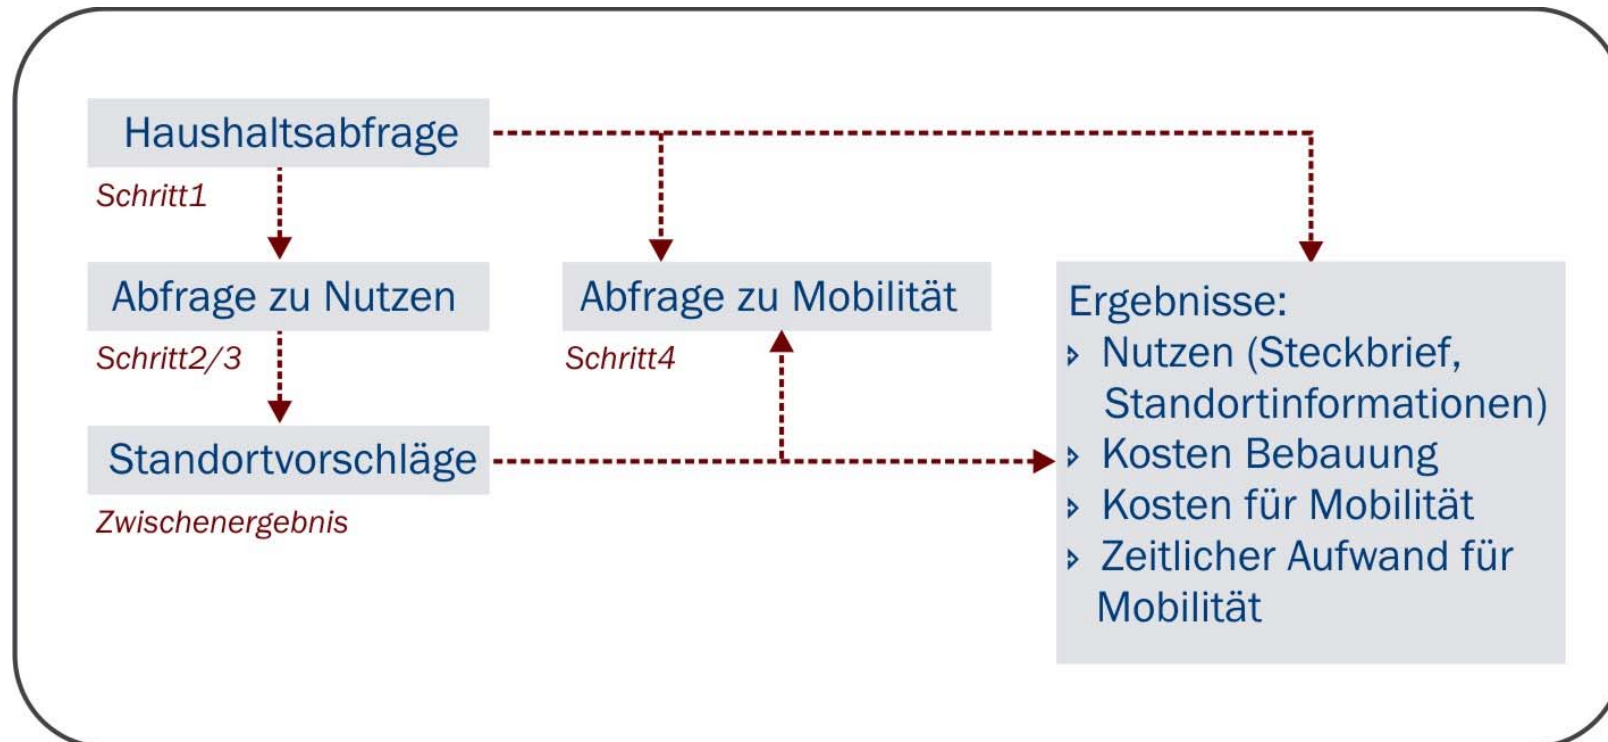 Haushaltsabfrage
Schritt1
Abfrage zu Nutzen
Schritt2/3
Standortvorschläge
Zwischenergebnis
Abfrage zu Mobilität
Schritt4
Ergebnisse:
Nutzen (Steckbrief,
Standortinformationen)
Kosten Bebauung
Kosten für Mobilität
Zeitlicher Aufwand für
Mobilität